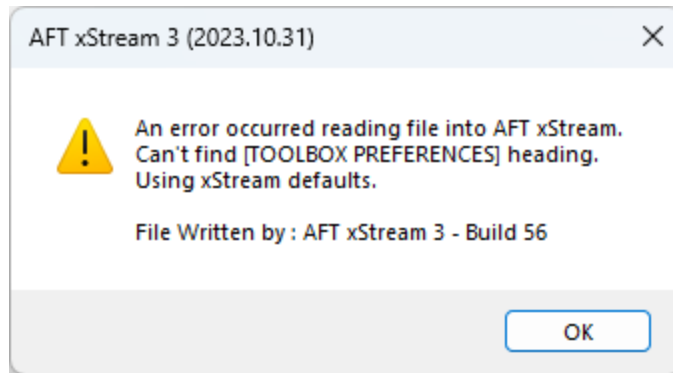 AFT xStream 3 (2023.10.31)
An error occurred reading file into AFT xStream.
Can't find [TOOLBOX PREFERENCES] heading.
Using xStream defaults.
File Written by : AFT xStream 3 - Build 56
OK